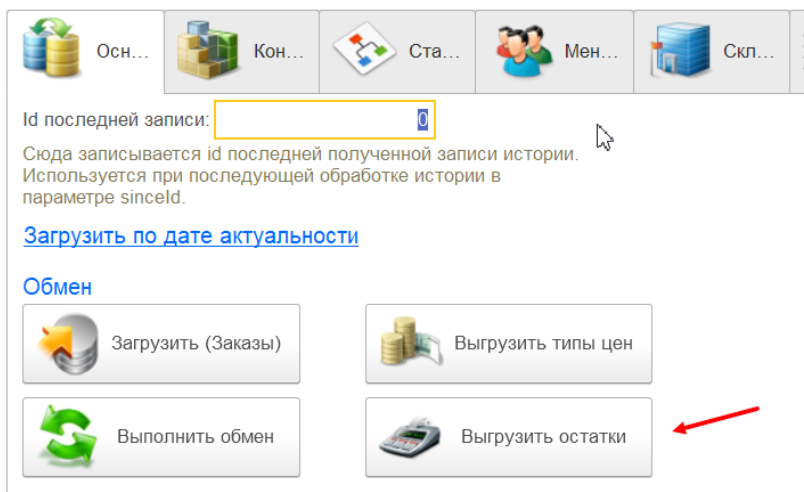 Осн... Кон... Ста... Мен... Скл...
Id последней записи: 0
Сюда записывается id последней полученной записи истории.
Используется при последующей обработке истории в
параметре sinceId.
Загрузить по дате актуальности
Обмен
Загрузить (Заказы) Выгрузить типы цен
Выполнить обмен Выгрузить остатки